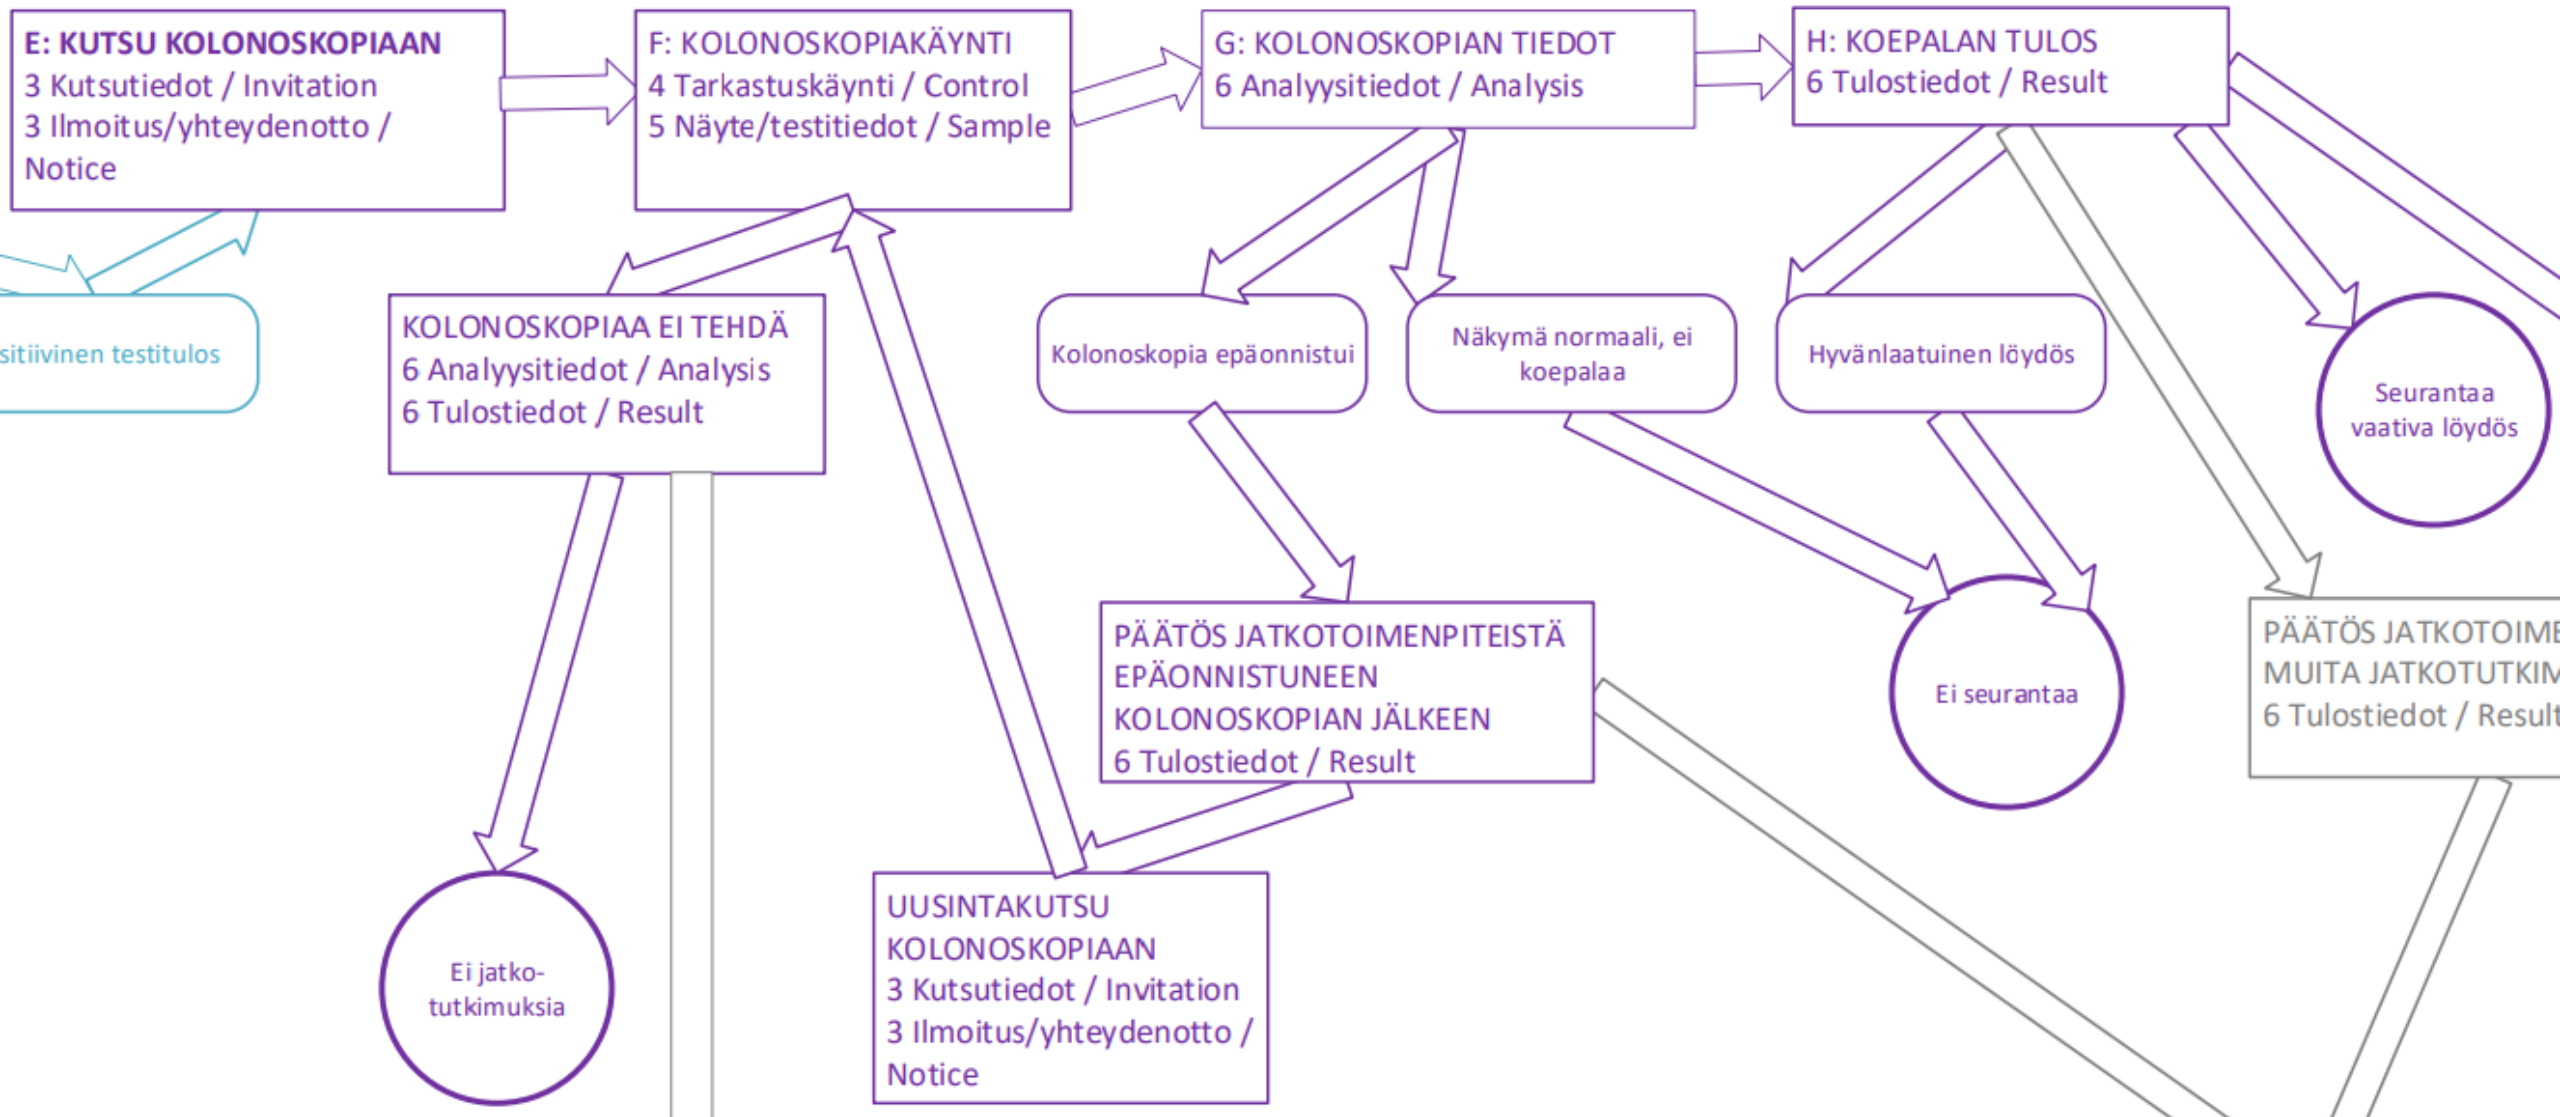 E: KUTSU KOLONOSKOPIAAN
3 Kutsutiedot / Invitation
3 Ilmoitus/yhteydenotto /
Notice
F: KOLONOSKOPIAKÄYNTI
4 Tarkastuskäynti / Control
5 Näyte/testitiedot / Sample
G: KOLONOSKOPIAN TIEDOT
6 Analyysitiedot / Analysis
H: KOEPALAN TULOS
6 Tulostiedot / Result
testitulos
KOLONOSKOPIAA EI TEHDÄ
6 Analyysitiedot / Analysis
6 Tulostiedot / Result
Kolonoskopia epäonnistui
Näkymä normaali, ei
koepalaa
Hyvänlaatuinen löydös
Seurantaa
vaativa löydös
PÄÄTÖS JATKOTOIMENPITEISTÄ
EPÄONNISTUNEEN
KOLONOSKOPIAN JÄLKEEN
6 Tulostiedot / Result
Ei seurantaa
PÄÄTÖS
MUITA
6 Tulostiedot / Result
Ei jatko-
tutkimuksia
UUSINTAKUTSU
KOLONOSKOPIAAN
3 Kutsutiedot / Invitation
3 Ilmoitus/yhteydenotto /
Notice